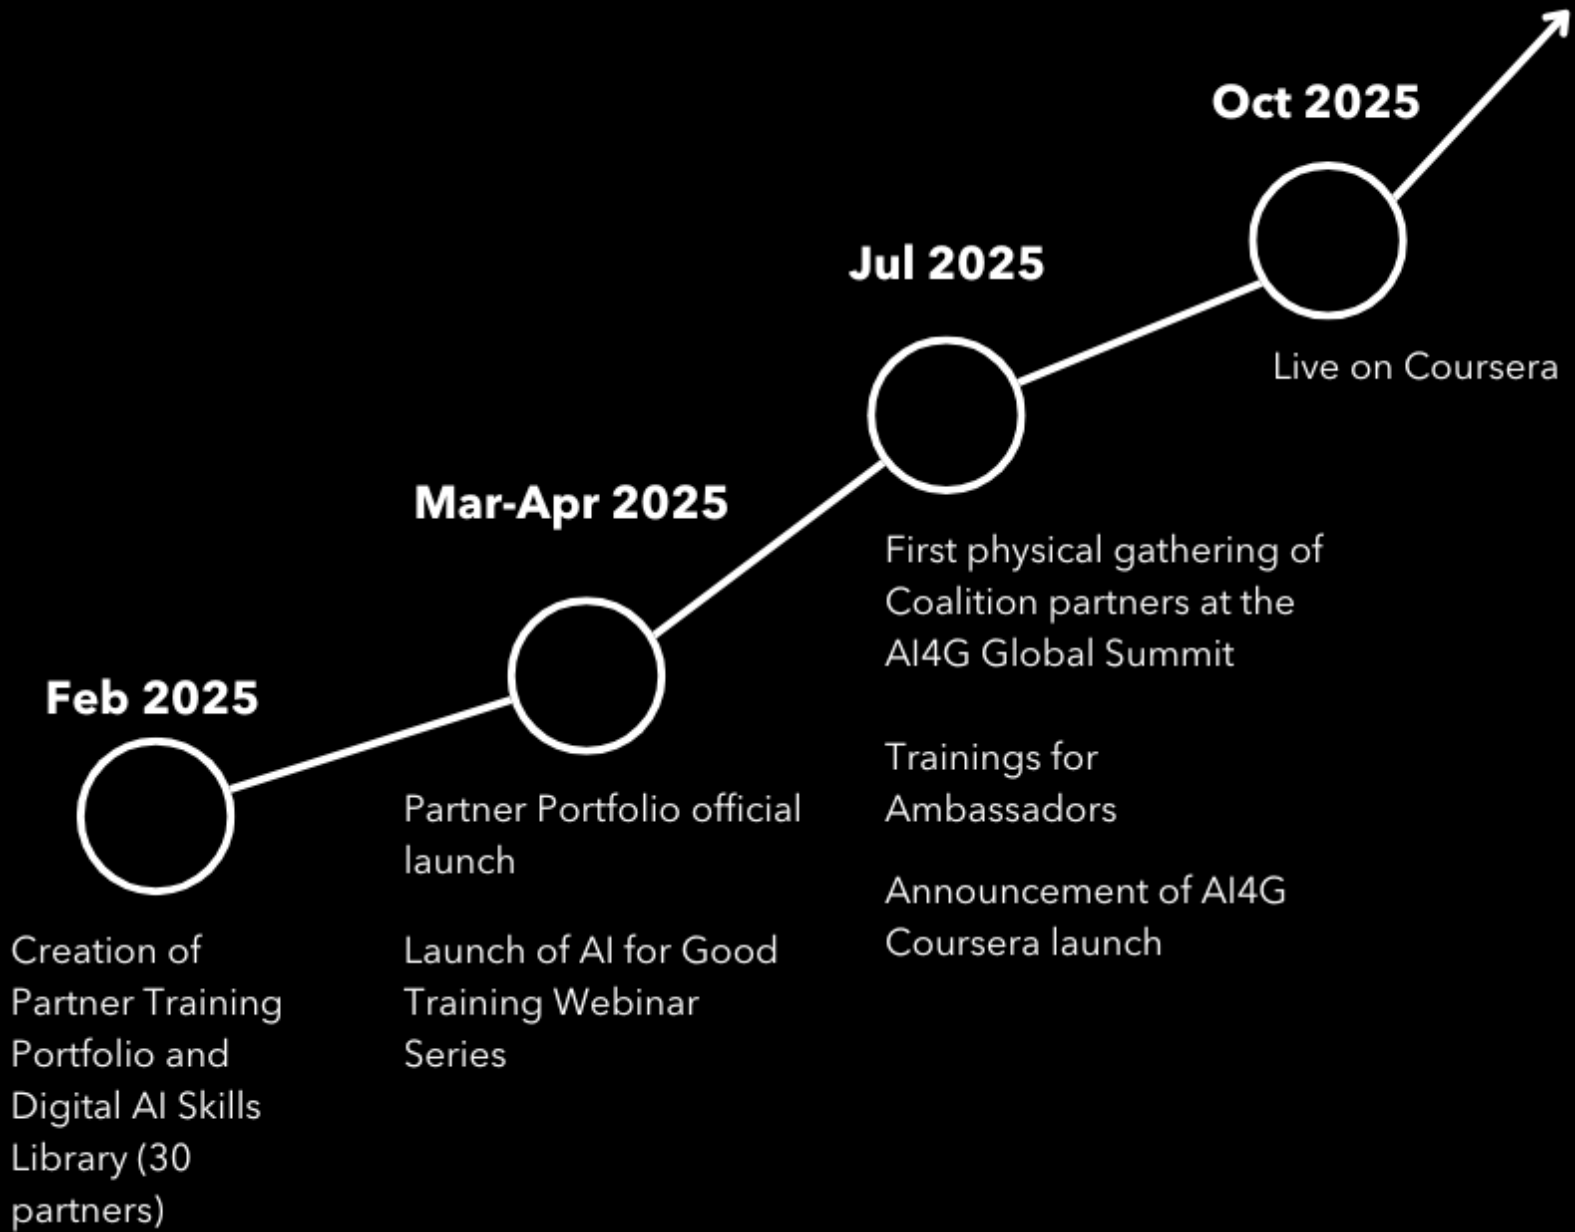 Oct 2025
Live on Coursera
Jul 2025
First physical gathering of
Coalition partners at the
AI4G Global Summit
Trainings for
Ambassadors
Announcement of AI4G
Coursera launch
Mar-Apr 2025
Partner Portfolio official
launch
Launch of AI for Good
Training Webinar
Series
Feb 2025
Creation of
Partner Training
Portfolio and
Digital AI Skills
Library (30
partners)